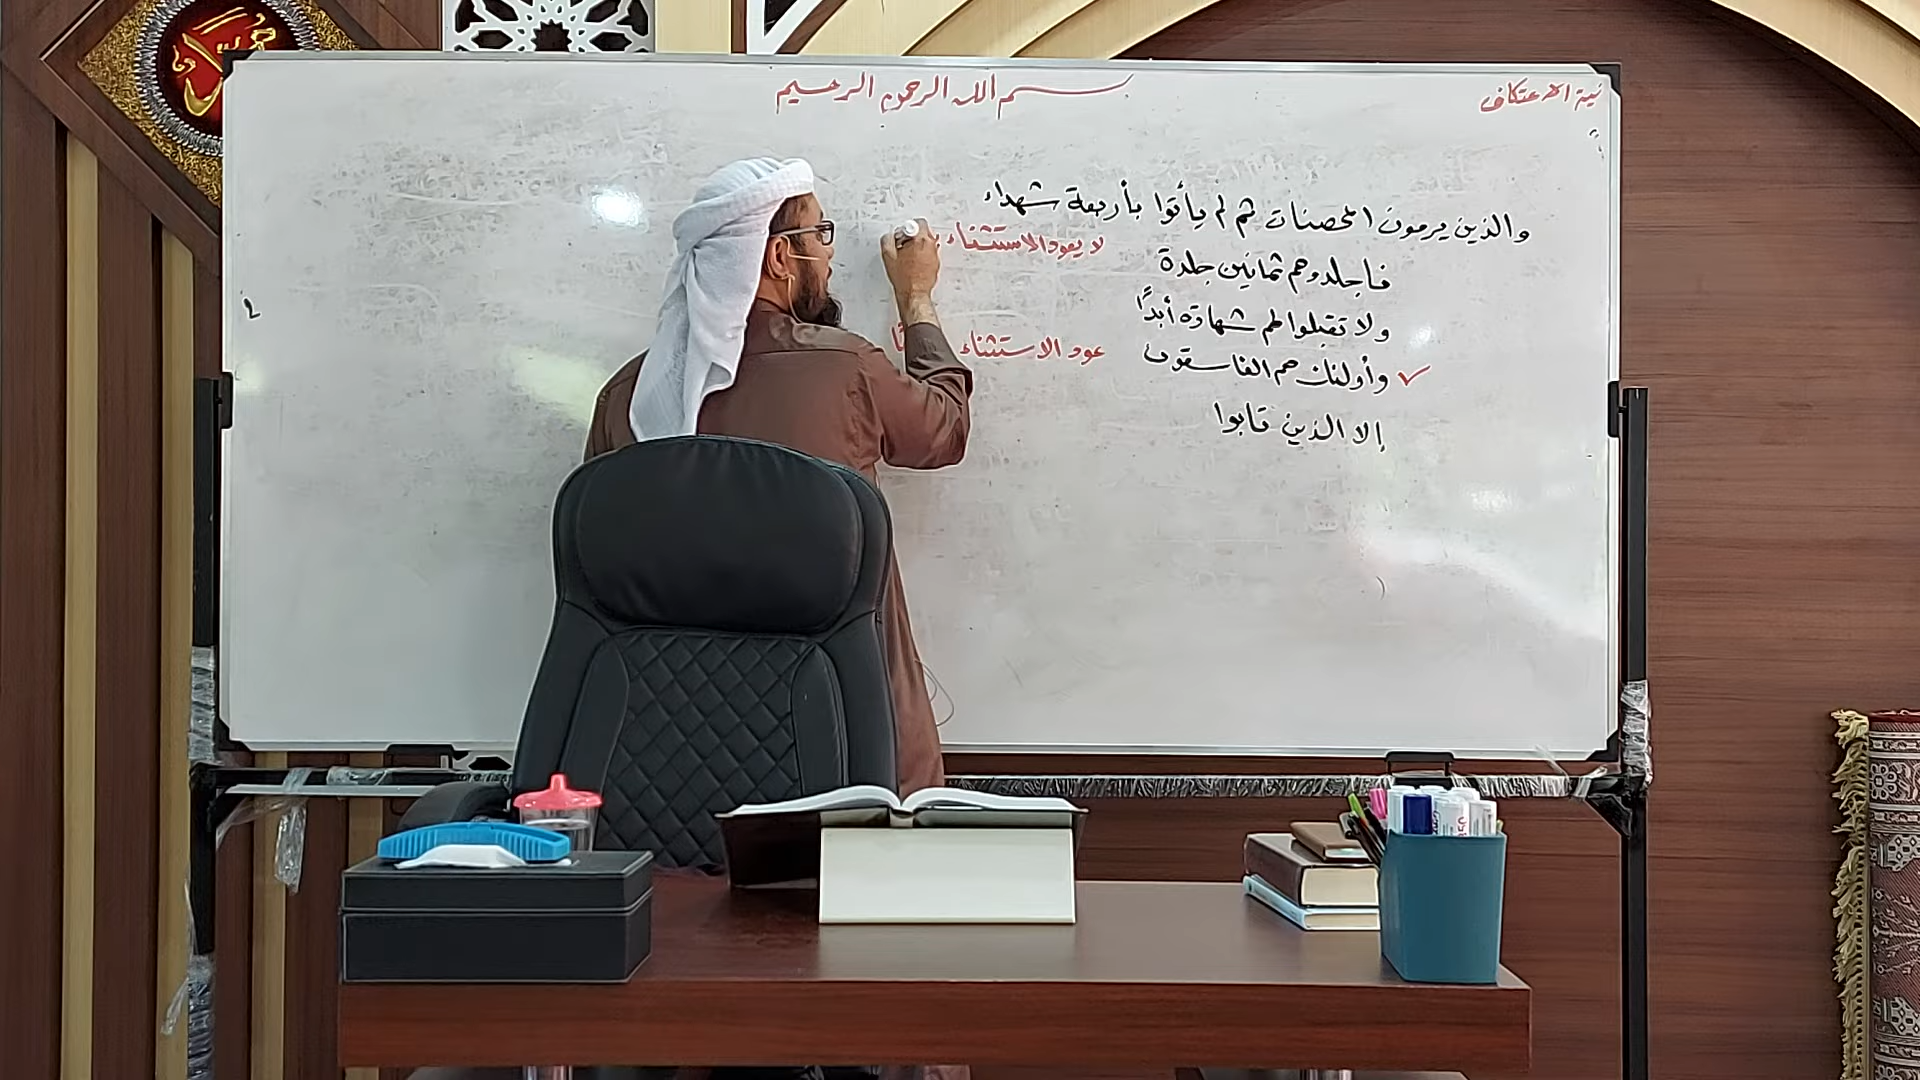 بسم الله الرحمن الرحيم
نية الاعتكاف
والذين يرمون المحصنات ثم لم يأتوا بأربعة شهداء
لا يعود الاستثناء
فاجلدوهم ثمانين جلدة
ولا تقبلوا لهم شهادة أبدًا
عود الاستثناء
✓ وأولئك هم الفاسقون
إلا الذين تابوا